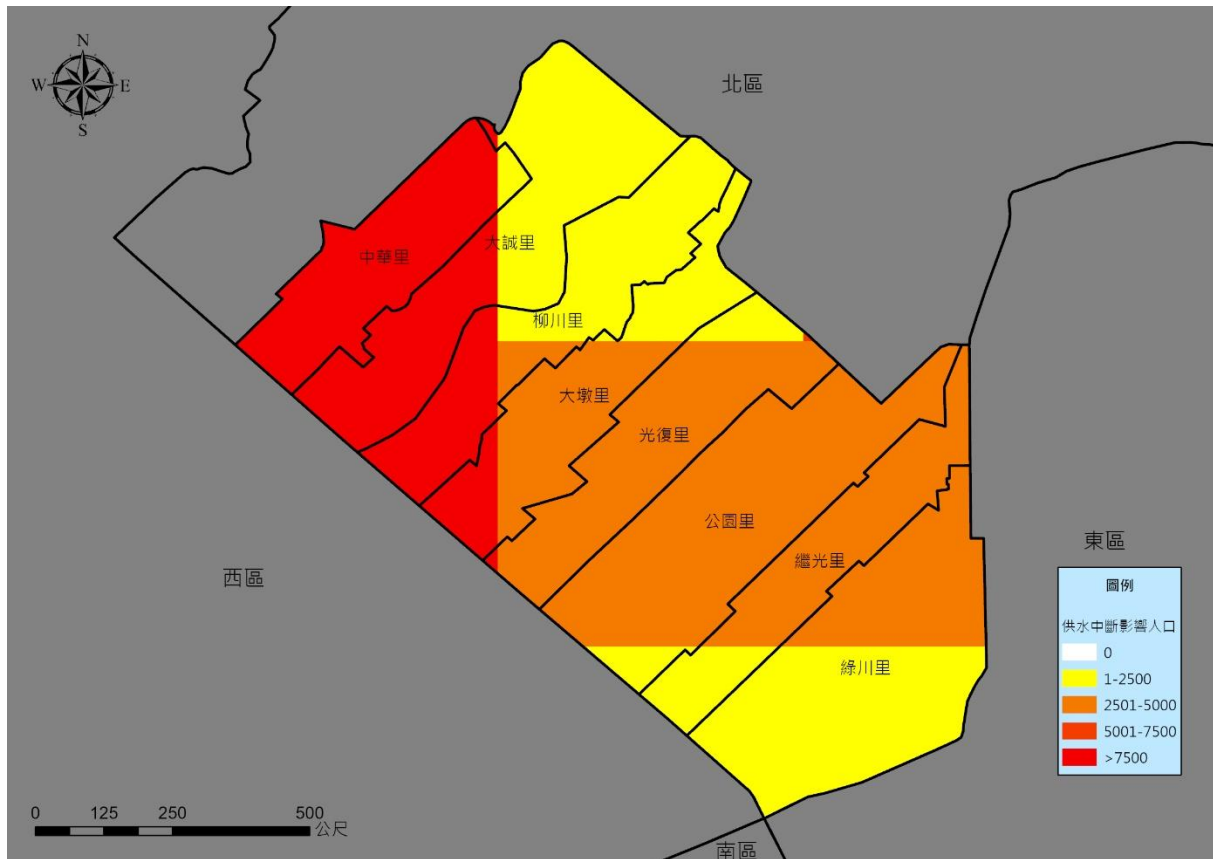 N
W
E
S
北區
中華里
大誠里
柳川里
大墩里
光復里
公園里
繼光里
綠川里
西區
東區
南區
圖例
供水中斷影響人口
0
1-2500
2501-5000
5001-7500
>7500
0 125 250 500
公尺